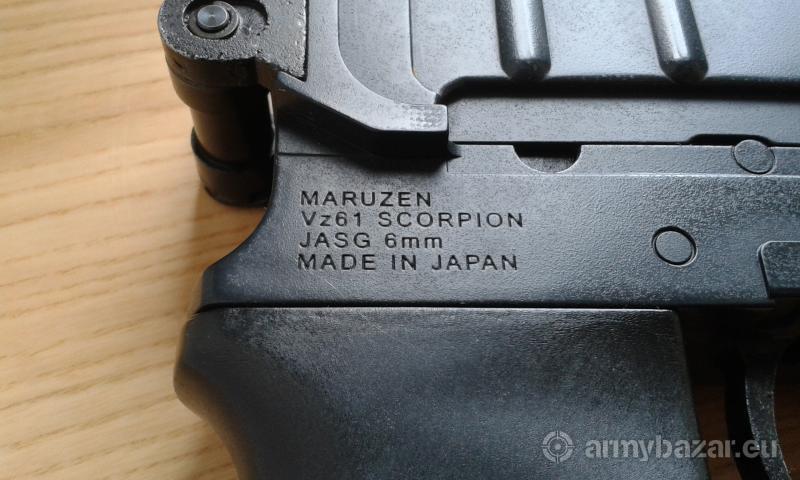 MARUZEN
Vz61 SCORPION
JASG 6mm
MADE IN JAPAN
armybazar.eu